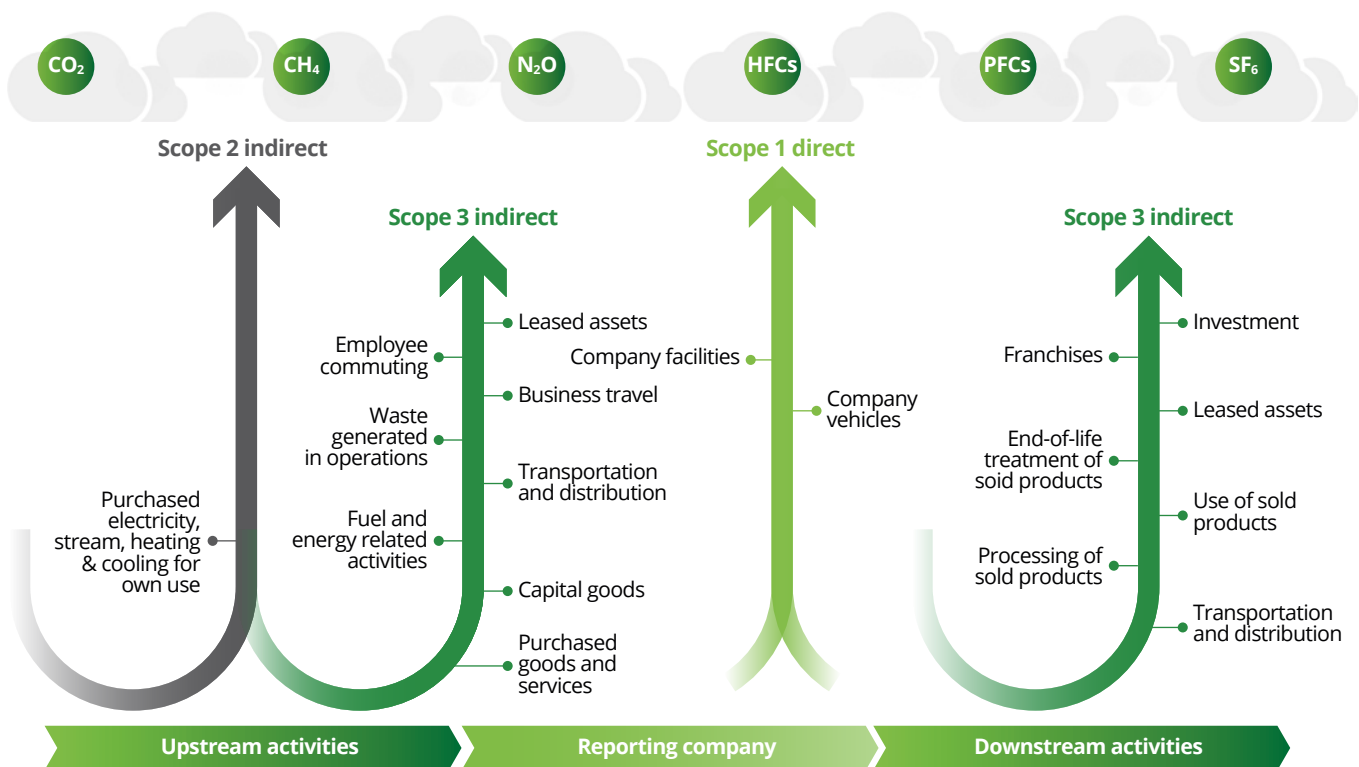 CO₂
CH₄
N₂O
HFCs
PFCs
SF₆
Scope 2 indirect
Scope 1 direct
Scope 3 indirect
Scope 3 indirect
Purchased
electricity,
stream, heating
& cooling for
own use
Leased assets
Employee
commuting
Business travel
Waste
generated
in operations
Transportation
and distribution
Fuel and
energy related
activities
Capital goods
Purchased
goods and
services
Company facilities
Company
vehicles
Investment
Franchises
Leased assets
End-of-life
treatment of
soid products
Use of sold
products
Processing of
sold products
Transportation
and distribution
Upstream activities
Reporting company
Downstream activities